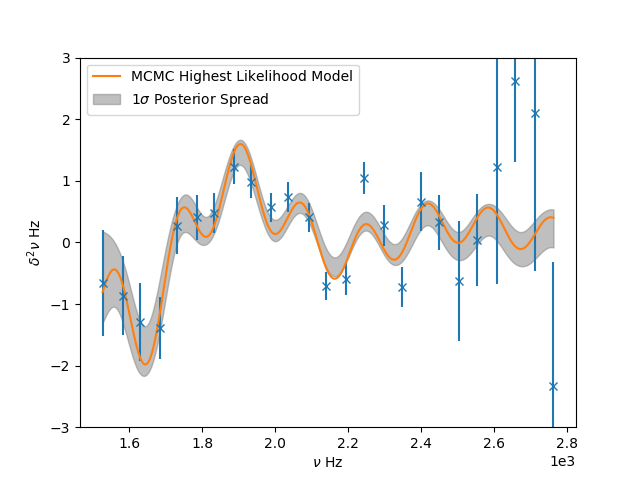 MCMC Highest Likelihood Model
1σ Posterior Spread
3
2
1
0
−1
−2
−3
δ²ν Hz
1.6 1.8 2.0 2.2 2.4 2.6 2.8
1e3
ν Hz